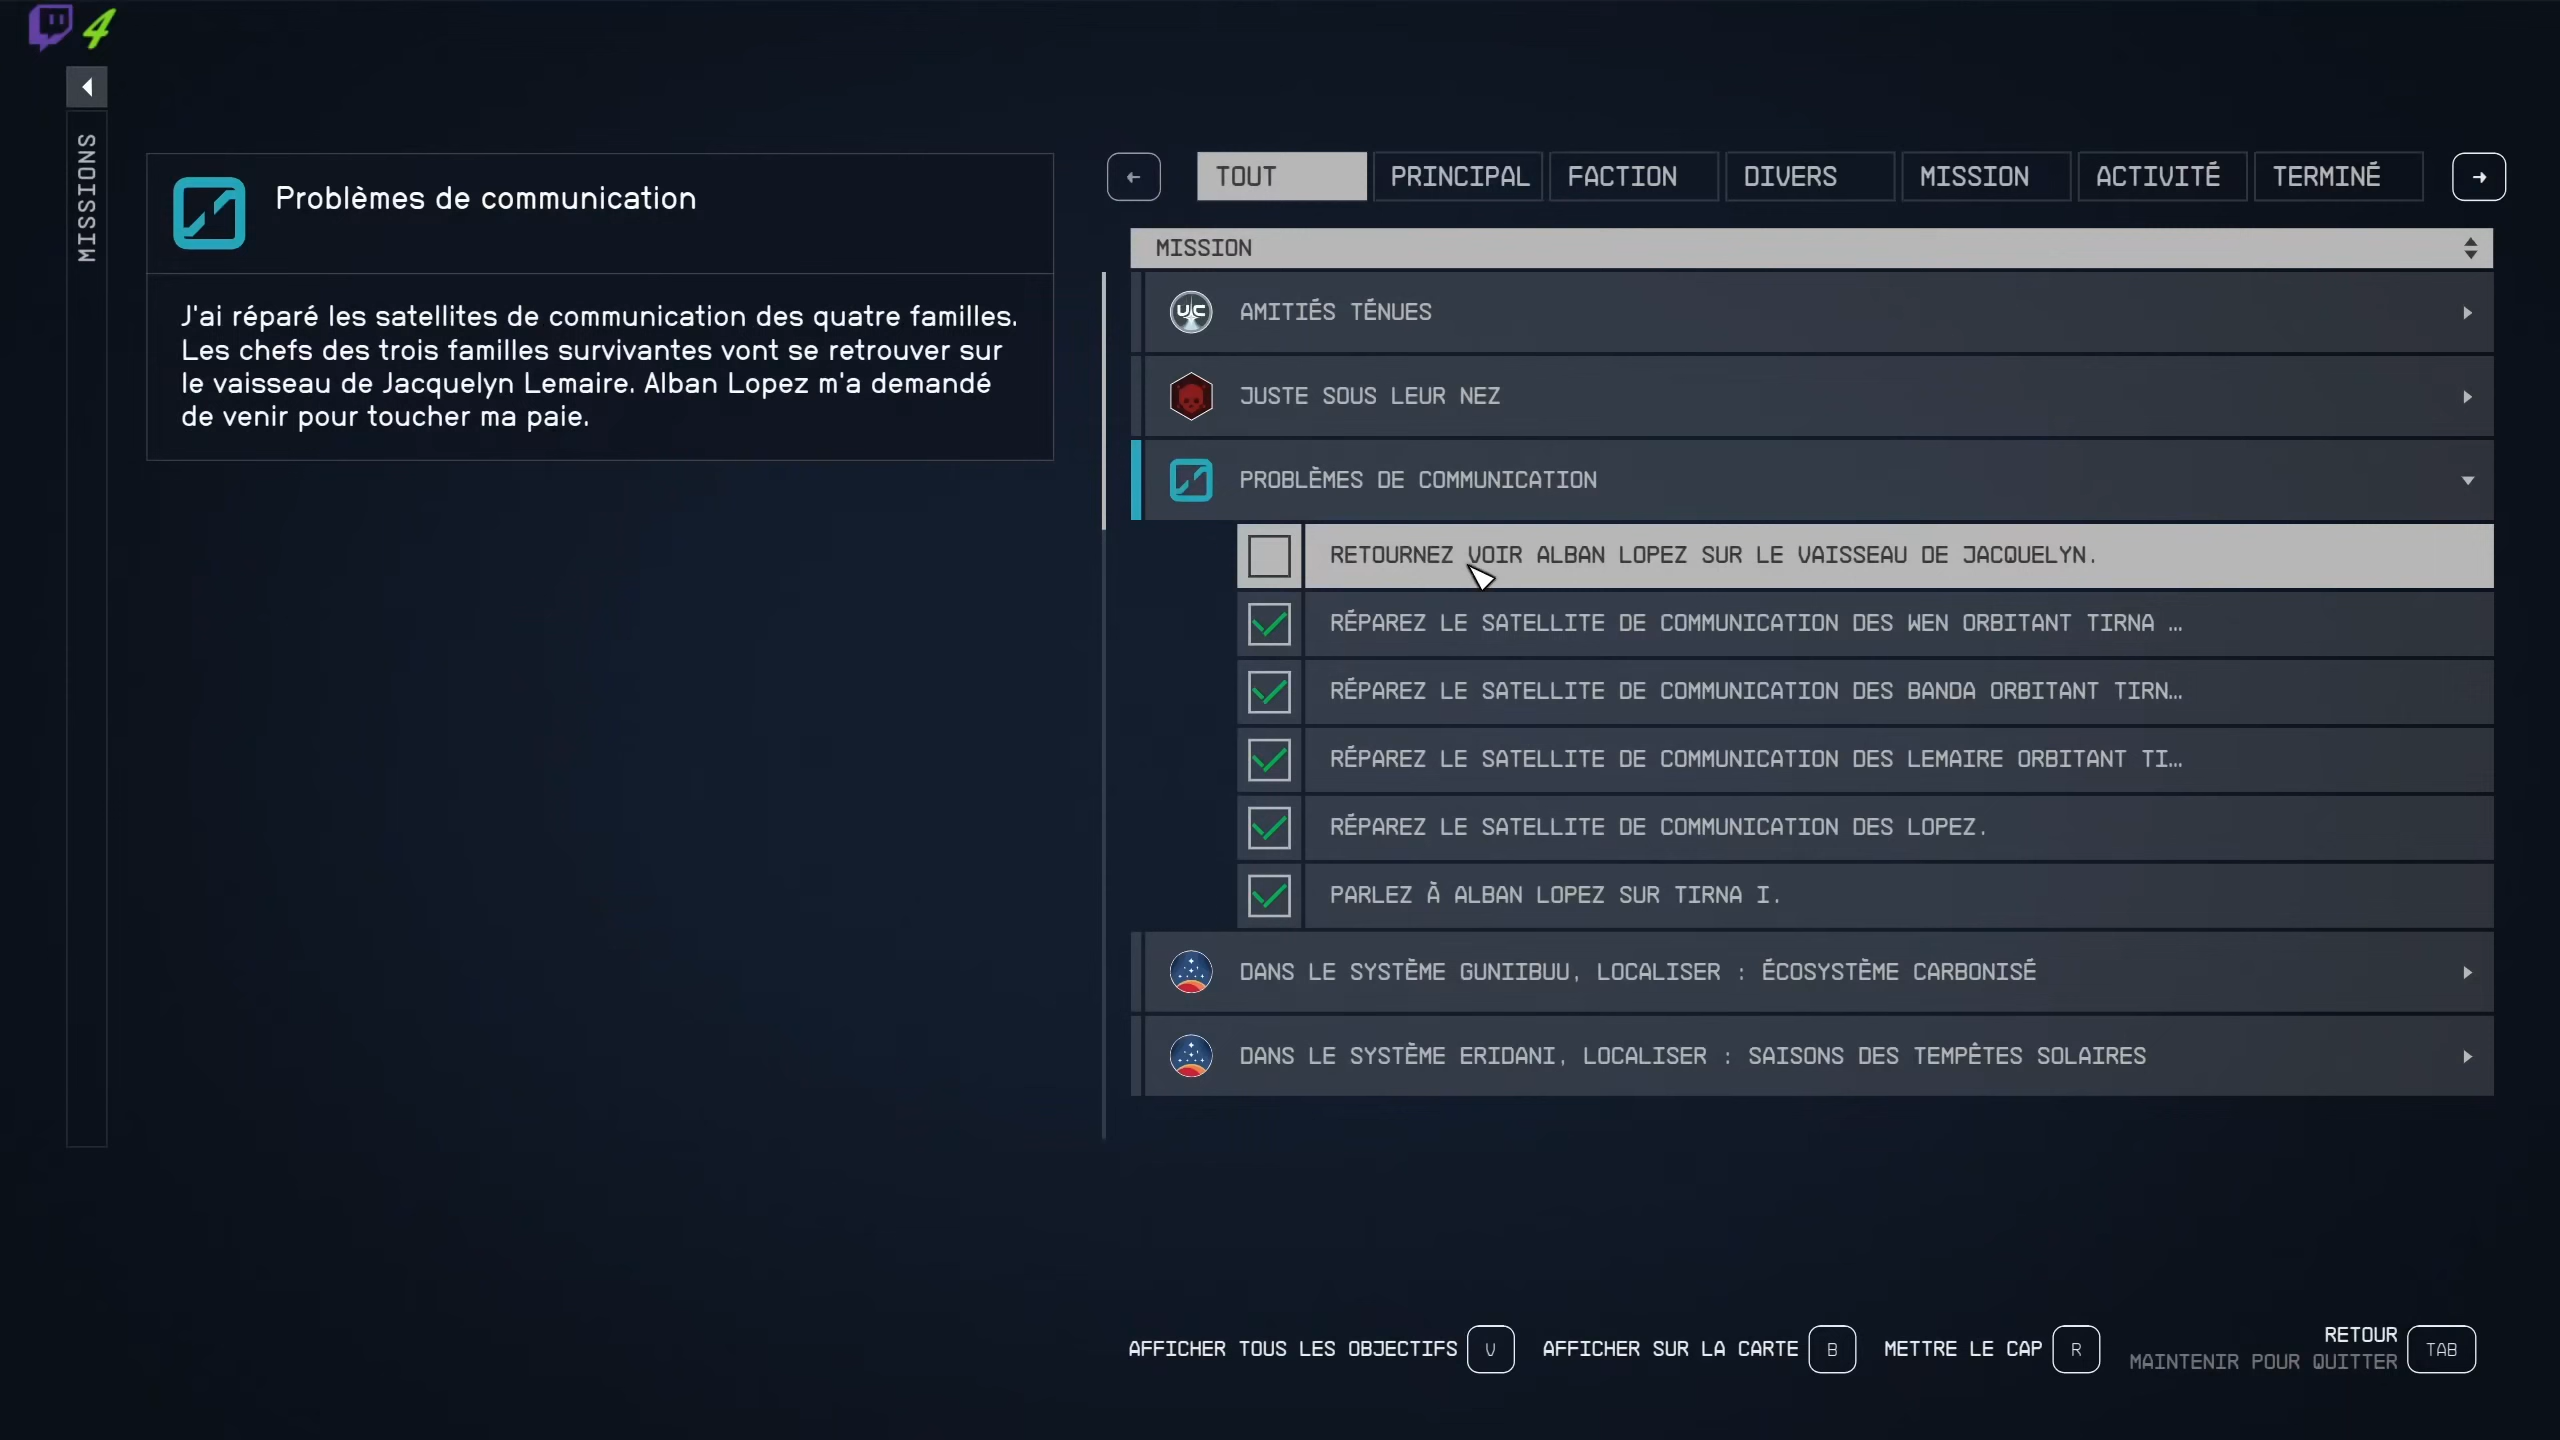 4
MISSIONS
Problèmes de communication
J'ai réparé les satellites de communication des quatre familles.
Les chefs des trois familles survivantes vont se retrouver sur
le vaisseau de Jacquelyn Lemaire. Alban Lopez m'a demandé
de venir pour toucher ma paie.
TOUT
PRINCIPAL
FACTION
DIVERS
MISSION
ACTIVITÉ
TERMINÉ
MISSION
UC
AMITIÉS TÉNUES
JUSTE SOUS LEUR NEZ
PROBLÈMES DE COMMUNICATION
RETOURNEZ VOIR ALBAN LOPEZ SUR LE VAISSEAU DE JACQUELYN.
RÉPAREZ LE SATELLITE DE COMMUNICATION DES WEN ORBITANT TIRNA ...
RÉPAREZ LE SATELLITE DE COMMUNICATION DES BANDA ORBITANT TIRN...
RÉPAREZ LE SATELLITE DE COMMUNICATION DES LEMAIRE ORBITANT TI...
RÉPAREZ LE SATELLITE DE COMMUNICATION DES LOPEZ.
PARLEZ À ALBAN LOPEZ SUR TIRNA I.
DANS LE SYSTÈME GUNIIBUU, LOCALISER : ÉCOSYSTÈME CARBONISÉ
DANS LE SYSTÈME ERIDANI, LOCALISER : SAISONS DES TEMPÊTES SOLAIRES
AFFICHER TOUS LES OBJECTIFS V
AFFICHER SUR LA CARTE B
METTRE LE CAP R
RETOUR
MAINTENIR POUR QUITTER TAB